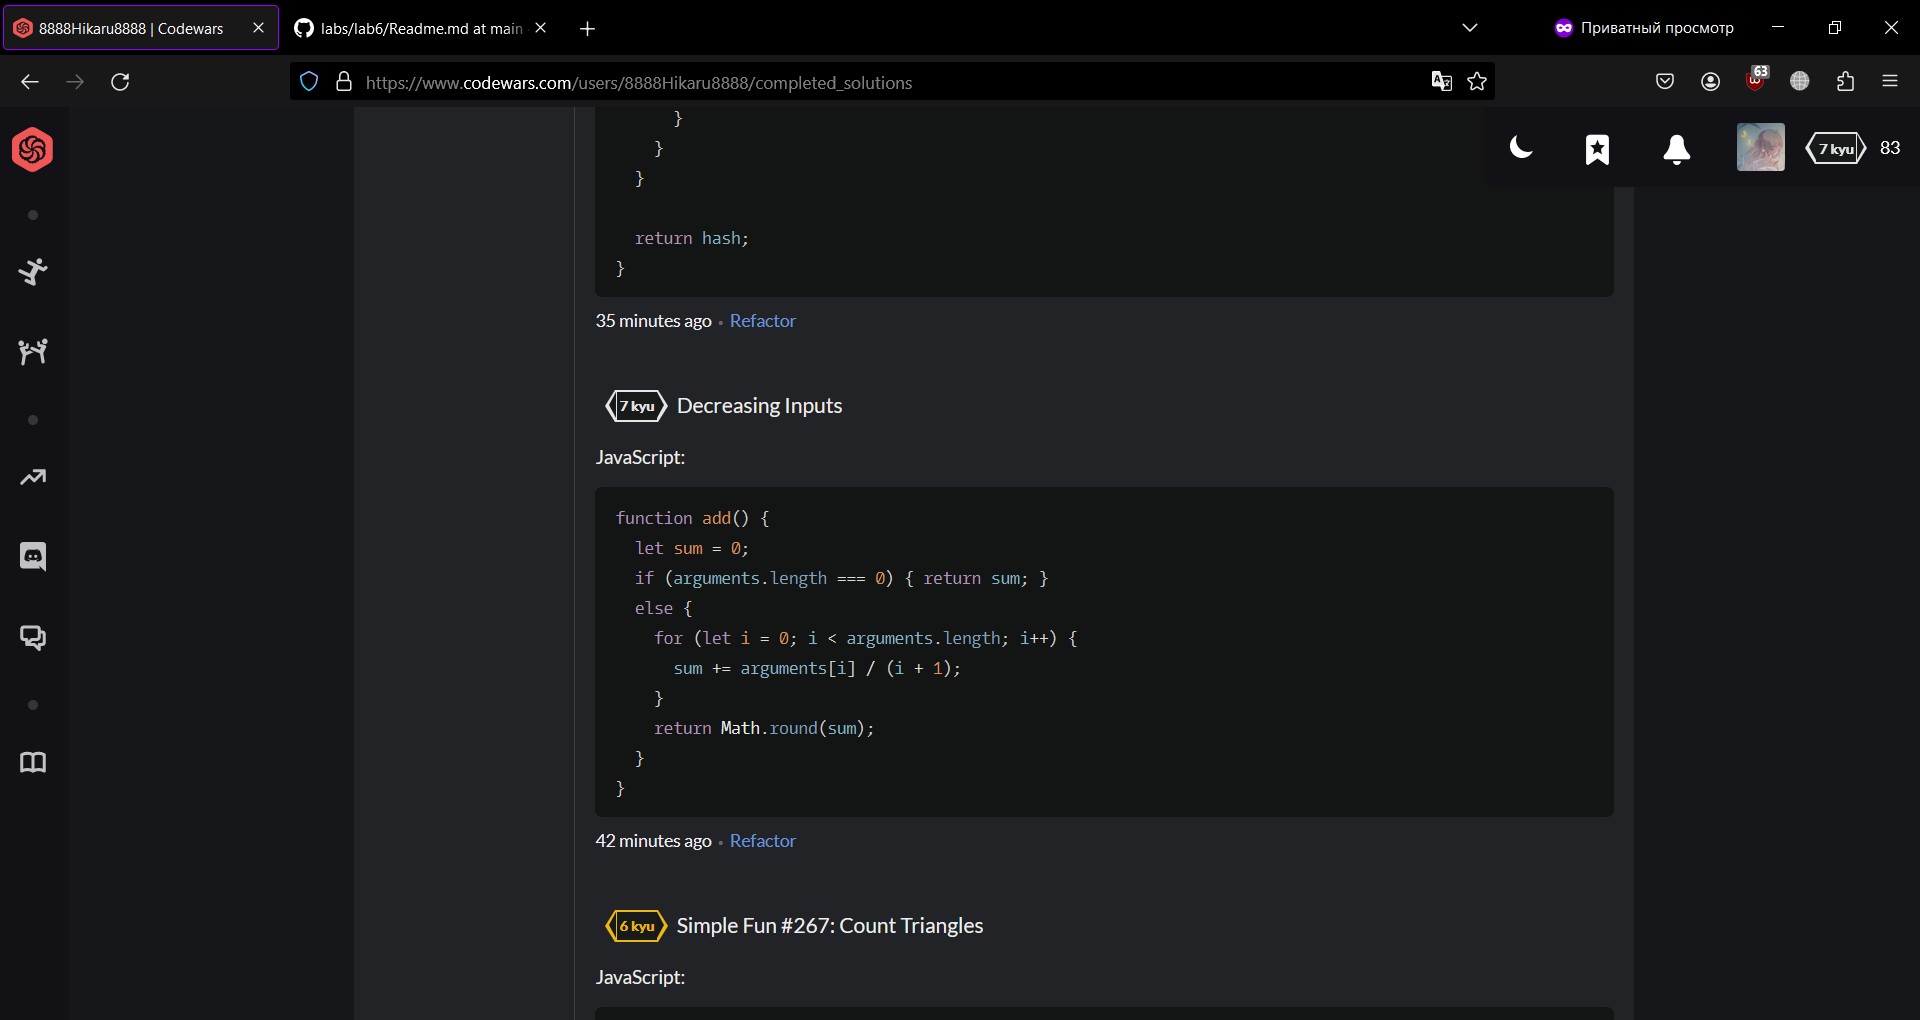 8888Hikaru8888 | Codewars
labs/lab6/Readme.md at main
Приватный просмотр
https://www.codewars.com/users/8888Hikaru8888/completed_solutions
63
7 kyu
83
}
}
}
return hash;
}
35 minutes ago • Refactor
7 kyu Decreasing Inputs
JavaScript:
function add() {
let sum = 0;
if (arguments.length === 0) { return sum; }
else {
for (let i = 0; i < arguments.length; i++) {
sum += arguments[i] / (i + 1);
}
return Math.round(sum);
}
}
42 minutes ago • Refactor
6 kyu Simple Fun #267: Count Triangles
JavaScript: